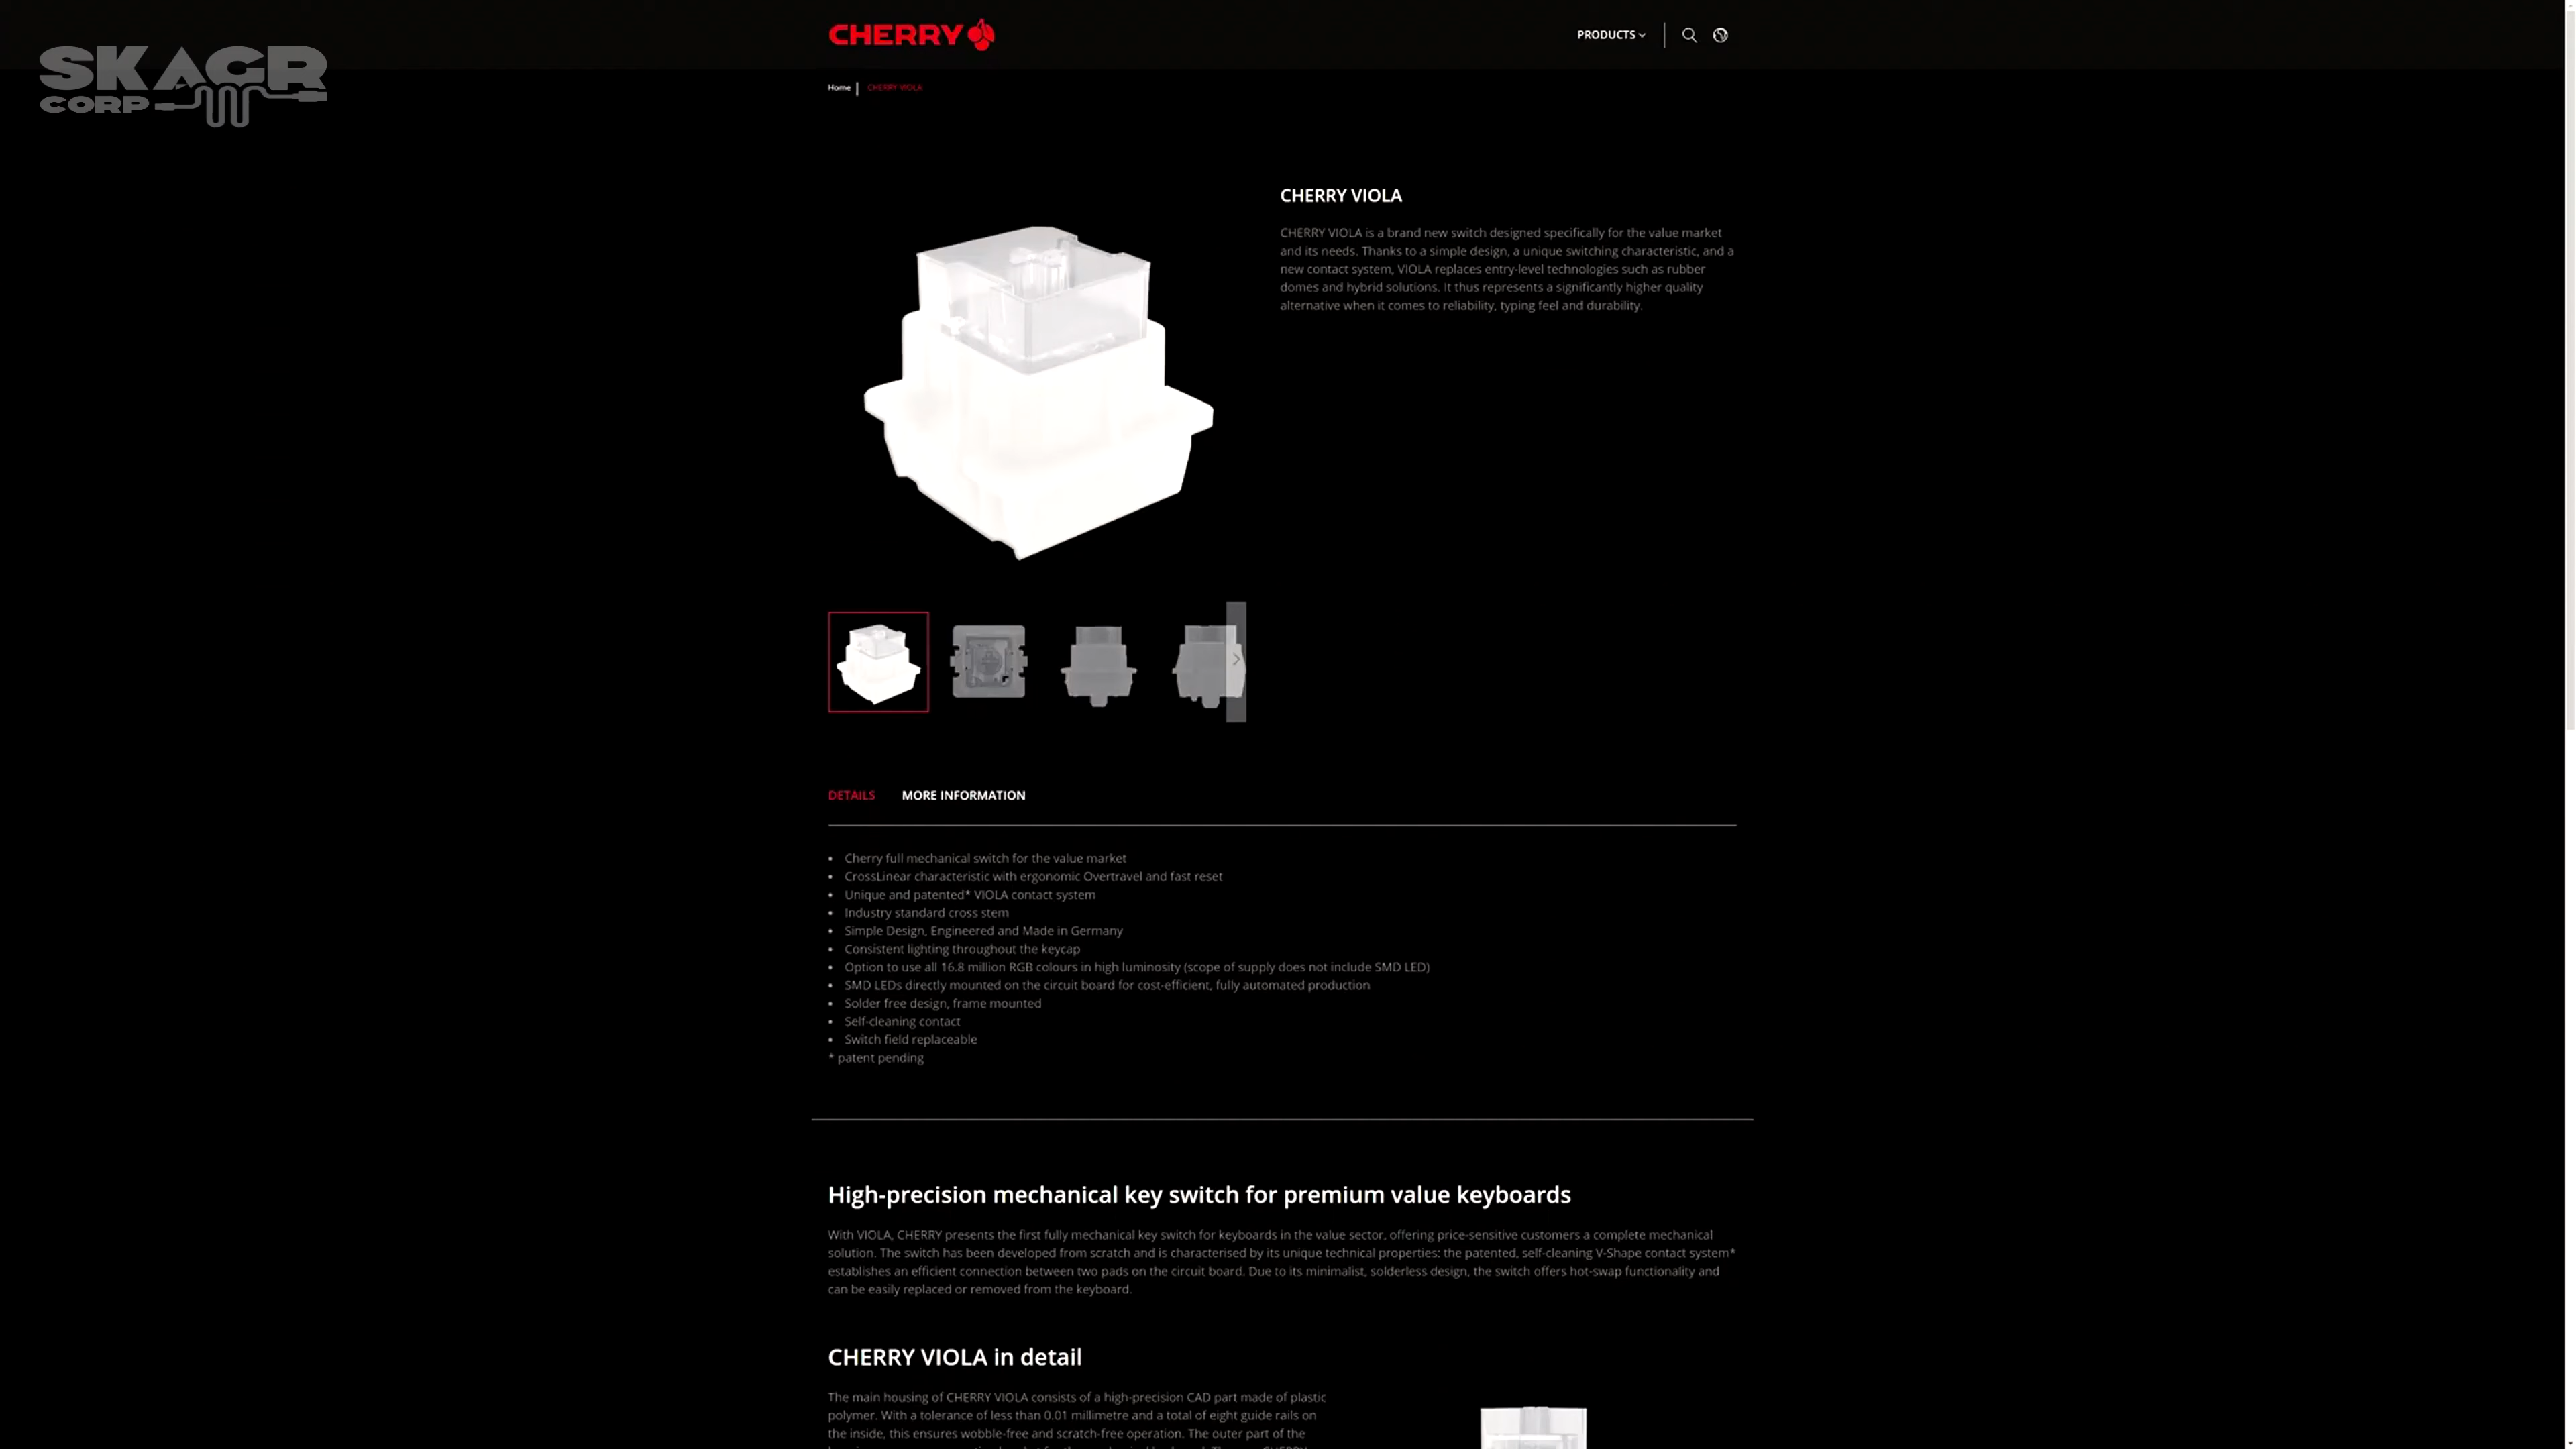 SKAGR
CORP
CHERRY
PRODUCTS
Home
CHERRY VIOLA
CHERRY VIOLA
CHERRY VIOLA is a brand new switch designed specifically for the value market
and its needs. Thanks to a simple design, a unique switching characteristic, and a
new contact system, VIOLA replaces entry-level technologies such as rubber
domes and hybrid solutions. It thus represents a significantly higher quality
alternative when it comes to reliability, typing feel and durability.
DETAILS
MORE INFORMATION
• Cherry full mechanical switch for the value market
• CrossLinear characteristic with ergonomic Overtravel and fast reset
• Unique and patented* VIOLA contact system
• Industry standard cross stem
• Simple Design, Engineered and Made in Germany
• Consistent lighting throughout the keycap
• Option to use all 16.8 million RGB colours in high luminosity (scope of supply does not include SMD LED)
• SMD LEDs directly mounted on the circuit board for cost-efficient, fully automated production
• Solder free design, frame mounted
• Self-cleaning contact
• Switch field replaceable
* patent pending
High-precision mechanical key switch for premium value keyboards
With VIOLA, CHERRY presents the first fully mechanical key switch for keyboards in the value sector, offering price-sensitive customers a complete mechanical
solution. The switch has been developed from scratch and is characterised by its unique technical properties: the patented, self-cleaning V-Shape contact system*
establishes an efficient connection between two pads on the circuit board. Due to its minimalist, solderless design, the switch offers hot-swap functionality and
can be easily replaced or removed from the keyboard.
CHERRY VIOLA in detail
The main housing of CHERRY VIOLA consists of a high-precision CAD part made of plastic
polymer. With a tolerance of less than 0.01 millimetre and a total of eight guide rails on
the inside, this ensures wobble-free and scratch-free operation. The outer part of the